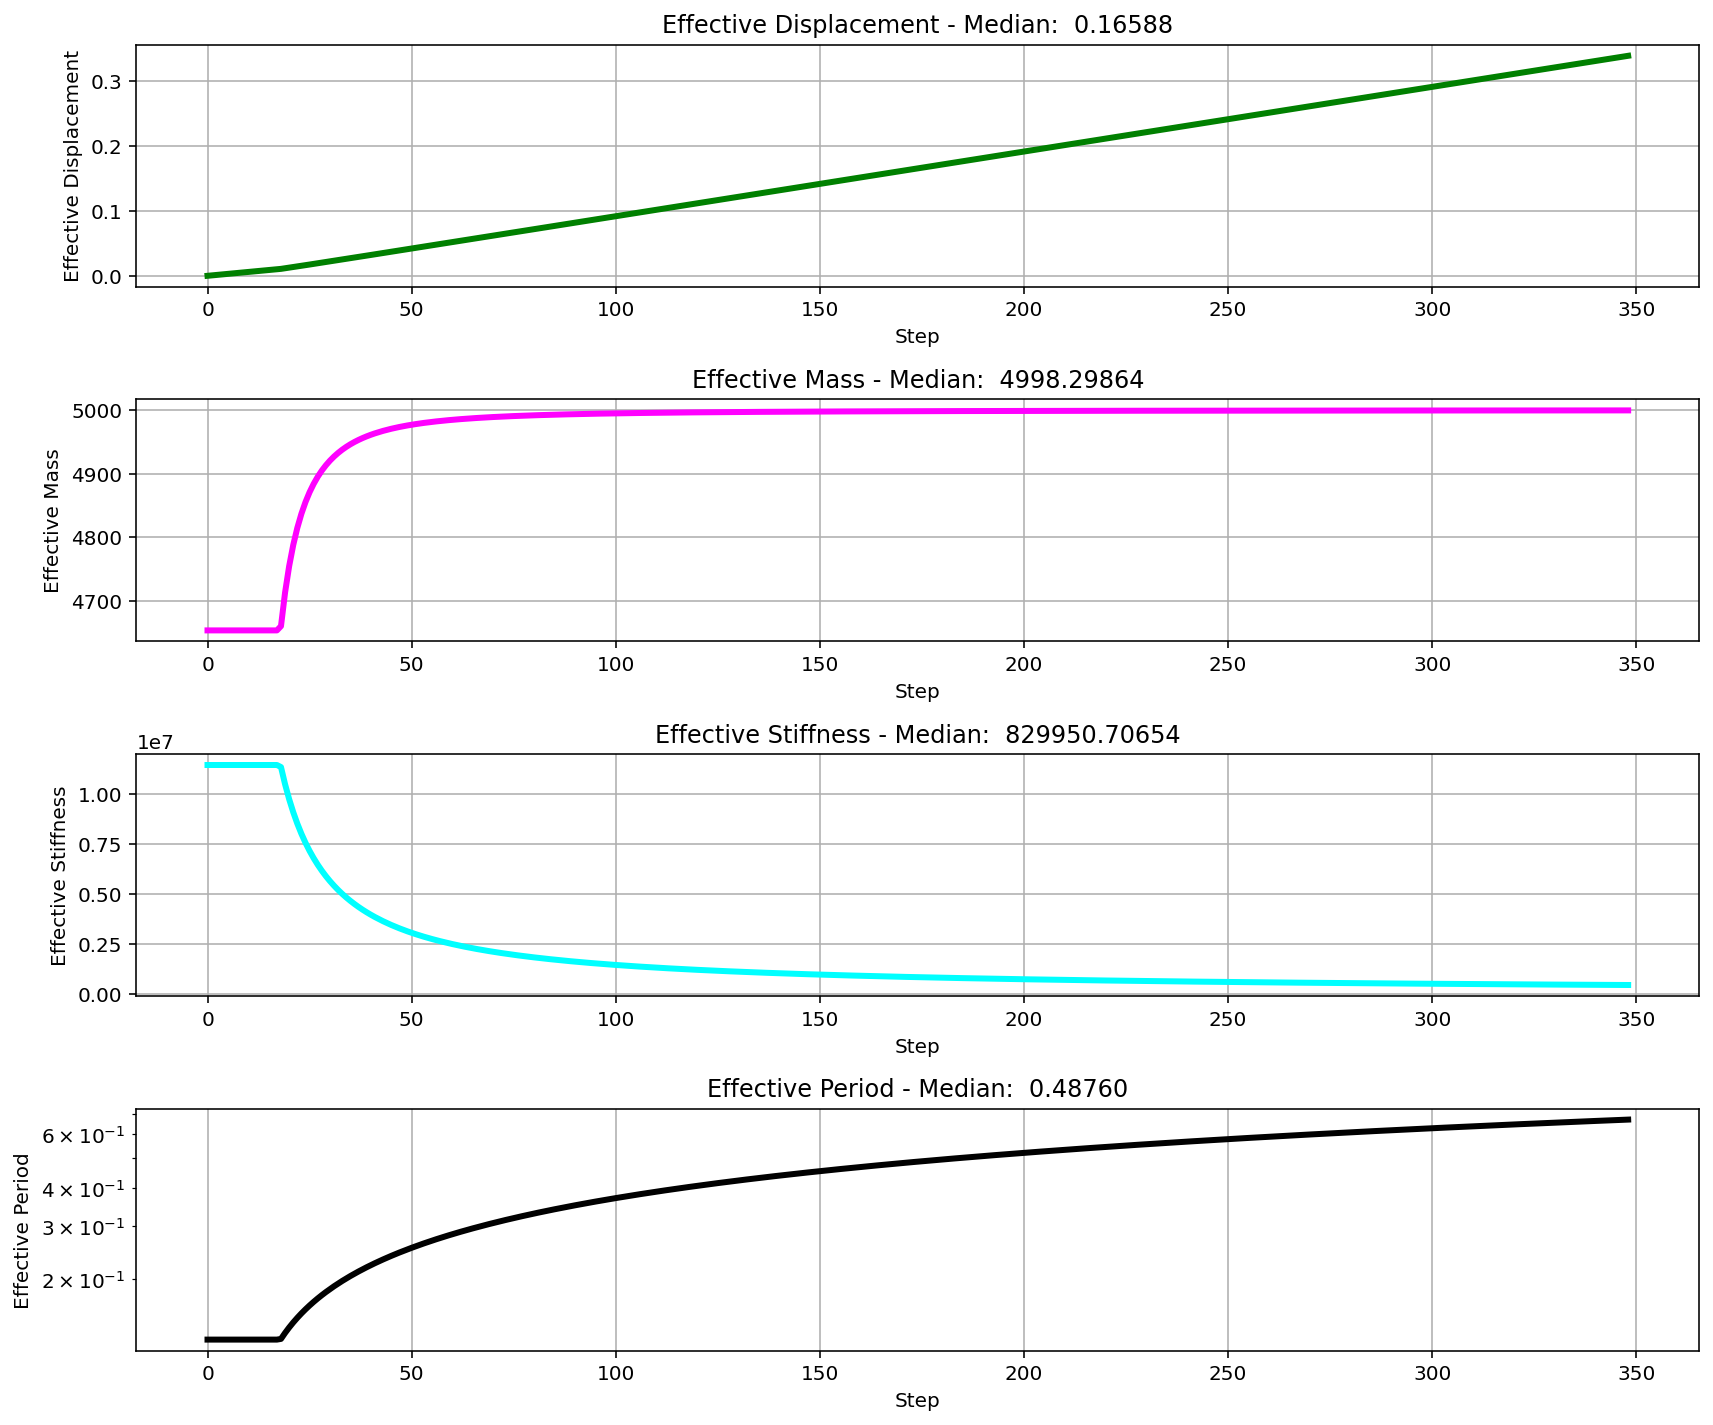 Effective Displacement - Median:  0.16588
Effective Displacement
0.3
0.2
0.1
0.0
0 50 100 150 200 250 300 350
Step
Effective Mass - Median:  4998.29864
Effective Mass
5000
4900
4800
4700
0 50 100 150 200 250 300 350
Step
Effective Stiffness - Median:  829950.70654
1e7
Effective Stiffness
1.00
0.75
0.50
0.25
0.00
0 50 100 150 200 250 300 350
Step
Effective Period - Median:  0.48760
Effective Period
6 × 10⁻¹
4 × 10⁻¹
3 × 10⁻¹
2 × 10⁻¹
0 50 100 150 200 250 300 350
Step